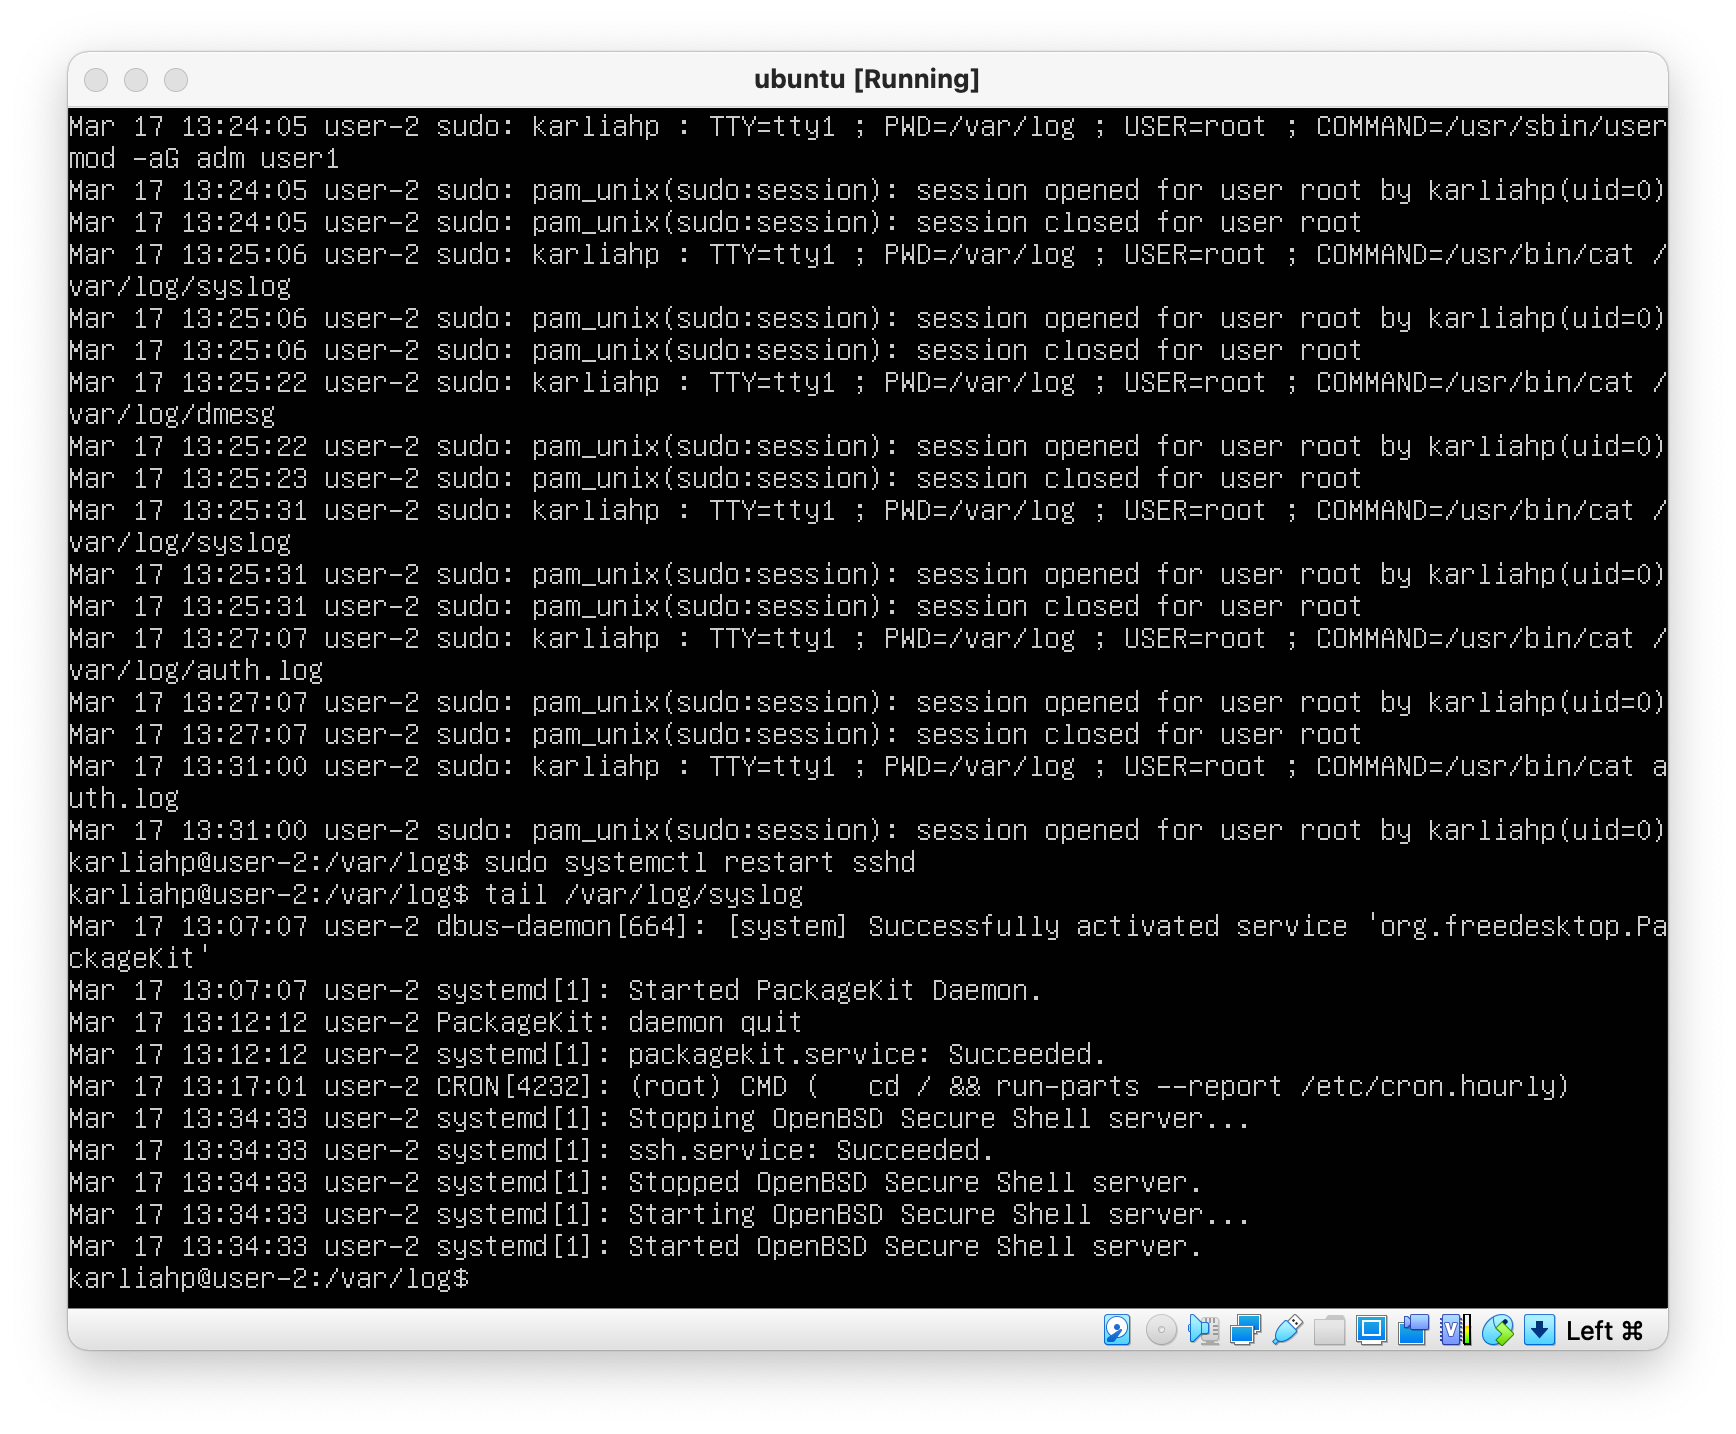 ubuntu [Running]
Mar 17 13:24:05 user-2 sudo: karliahp : TTY=tty1 ; PWD=/var/log ; USER=root ; COMMAND=/usr/sbin/user
mod -aG adm user1
Mar 17 13:24:05 user-2 sudo: pam_unix(sudo:session): session opened for user root by karliahp(uid=0)
Mar 17 13:24:05 user-2 sudo: pam_unix(sudo:session): session closed for user root
Mar 17 13:25:06 user-2 sudo: karliahp : TTY=tty1 ; PWD=/var/log ; USER=root ; COMMAND=/usr/bin/cat /
var/log/syslog
Mar 17 13:25:06 user-2 sudo: pam_unix(sudo:session): session opened for user root by karliahp(uid=0)
Mar 17 13:25:06 user-2 sudo: pam_unix(sudo:session): session closed for user root
Mar 17 13:25:22 user-2 sudo: karliahp : TTY=tty1 ; PWD=/var/log ; USER=root ; COMMAND=/usr/bin/cat /
var/log/dmesg
Mar 17 13:25:22 user-2 sudo: pam_unix(sudo:session): session opened for user root by karliahp(uid=0)
Mar 17 13:25:23 user-2 sudo: pam_unix(sudo:session): session closed for user root
Mar 17 13:25:31 user-2 sudo: karliahp : TTY=tty1 ; PWD=/var/log ; USER=root ; COMMAND=/usr/bin/cat /
var/log/syslog
Mar 17 13:25:31 user-2 sudo: pam_unix(sudo:session): session opened for user root by karliahp(uid=0)
Mar 17 13:25:31 user-2 sudo: pam_unix(sudo:session): session closed for user root
Mar 17 13:27:07 user-2 sudo: karliahp : TTY=tty1 ; PWD=/var/log ; USER=root ; COMMAND=/usr/bin/cat /
var/log/auth.log
Mar 17 13:27:07 user-2 sudo: pam_unix(sudo:session): session opened for user root by karliahp(uid=0)
Mar 17 13:27:07 user-2 sudo: pam_unix(sudo:session): session closed for user root
Mar 17 13:31:00 user-2 sudo: karliahp : TTY=tty1 ; PWD=/var/log ; USER=root ; COMMAND=/usr/bin/cat a
uth.log
Mar 17 13:31:00 user-2 sudo: pam_unix(sudo:session): session opened for user root by karliahp(uid=0)
karliahp@user-2:/var/log$ sudo systemctl restart sshd
karliahp@user-2:/var/log$ tail /var/log/syslog
Mar 17 13:07:07 user-2 dbus-daemon[664]: [system] Successfully activated service 'org.freedesktop.Pa
ckageKit'
Mar 17 13:07:07 user-2 systemd[1]: Started PackageKit Daemon.
Mar 17 13:12:12 user-2 PackageKit: daemon quit
Mar 17 13:12:12 user-2 systemd[1]: packagekit.service: Succeeded.
Mar 17 13:17:01 user-2 CRON[4232]: (root) CMD (   cd / && run-parts --report /etc/cron.hourly)
Mar 17 13:34:33 user-2 systemd[1]: Stopping OpenBSD Secure Shell server...
Mar 17 13:34:33 user-2 systemd[1]: ssh.service: Succeeded.
Mar 17 13:34:33 user-2 systemd[1]: Stopped OpenBSD Secure Shell server.
Mar 17 13:34:33 user-2 systemd[1]: Starting OpenBSD Secure Shell server...
Mar 17 13:34:33 user-2 systemd[1]: Started OpenBSD Secure Shell server.
karliahp@user-2:/var/log$
Left ⌘